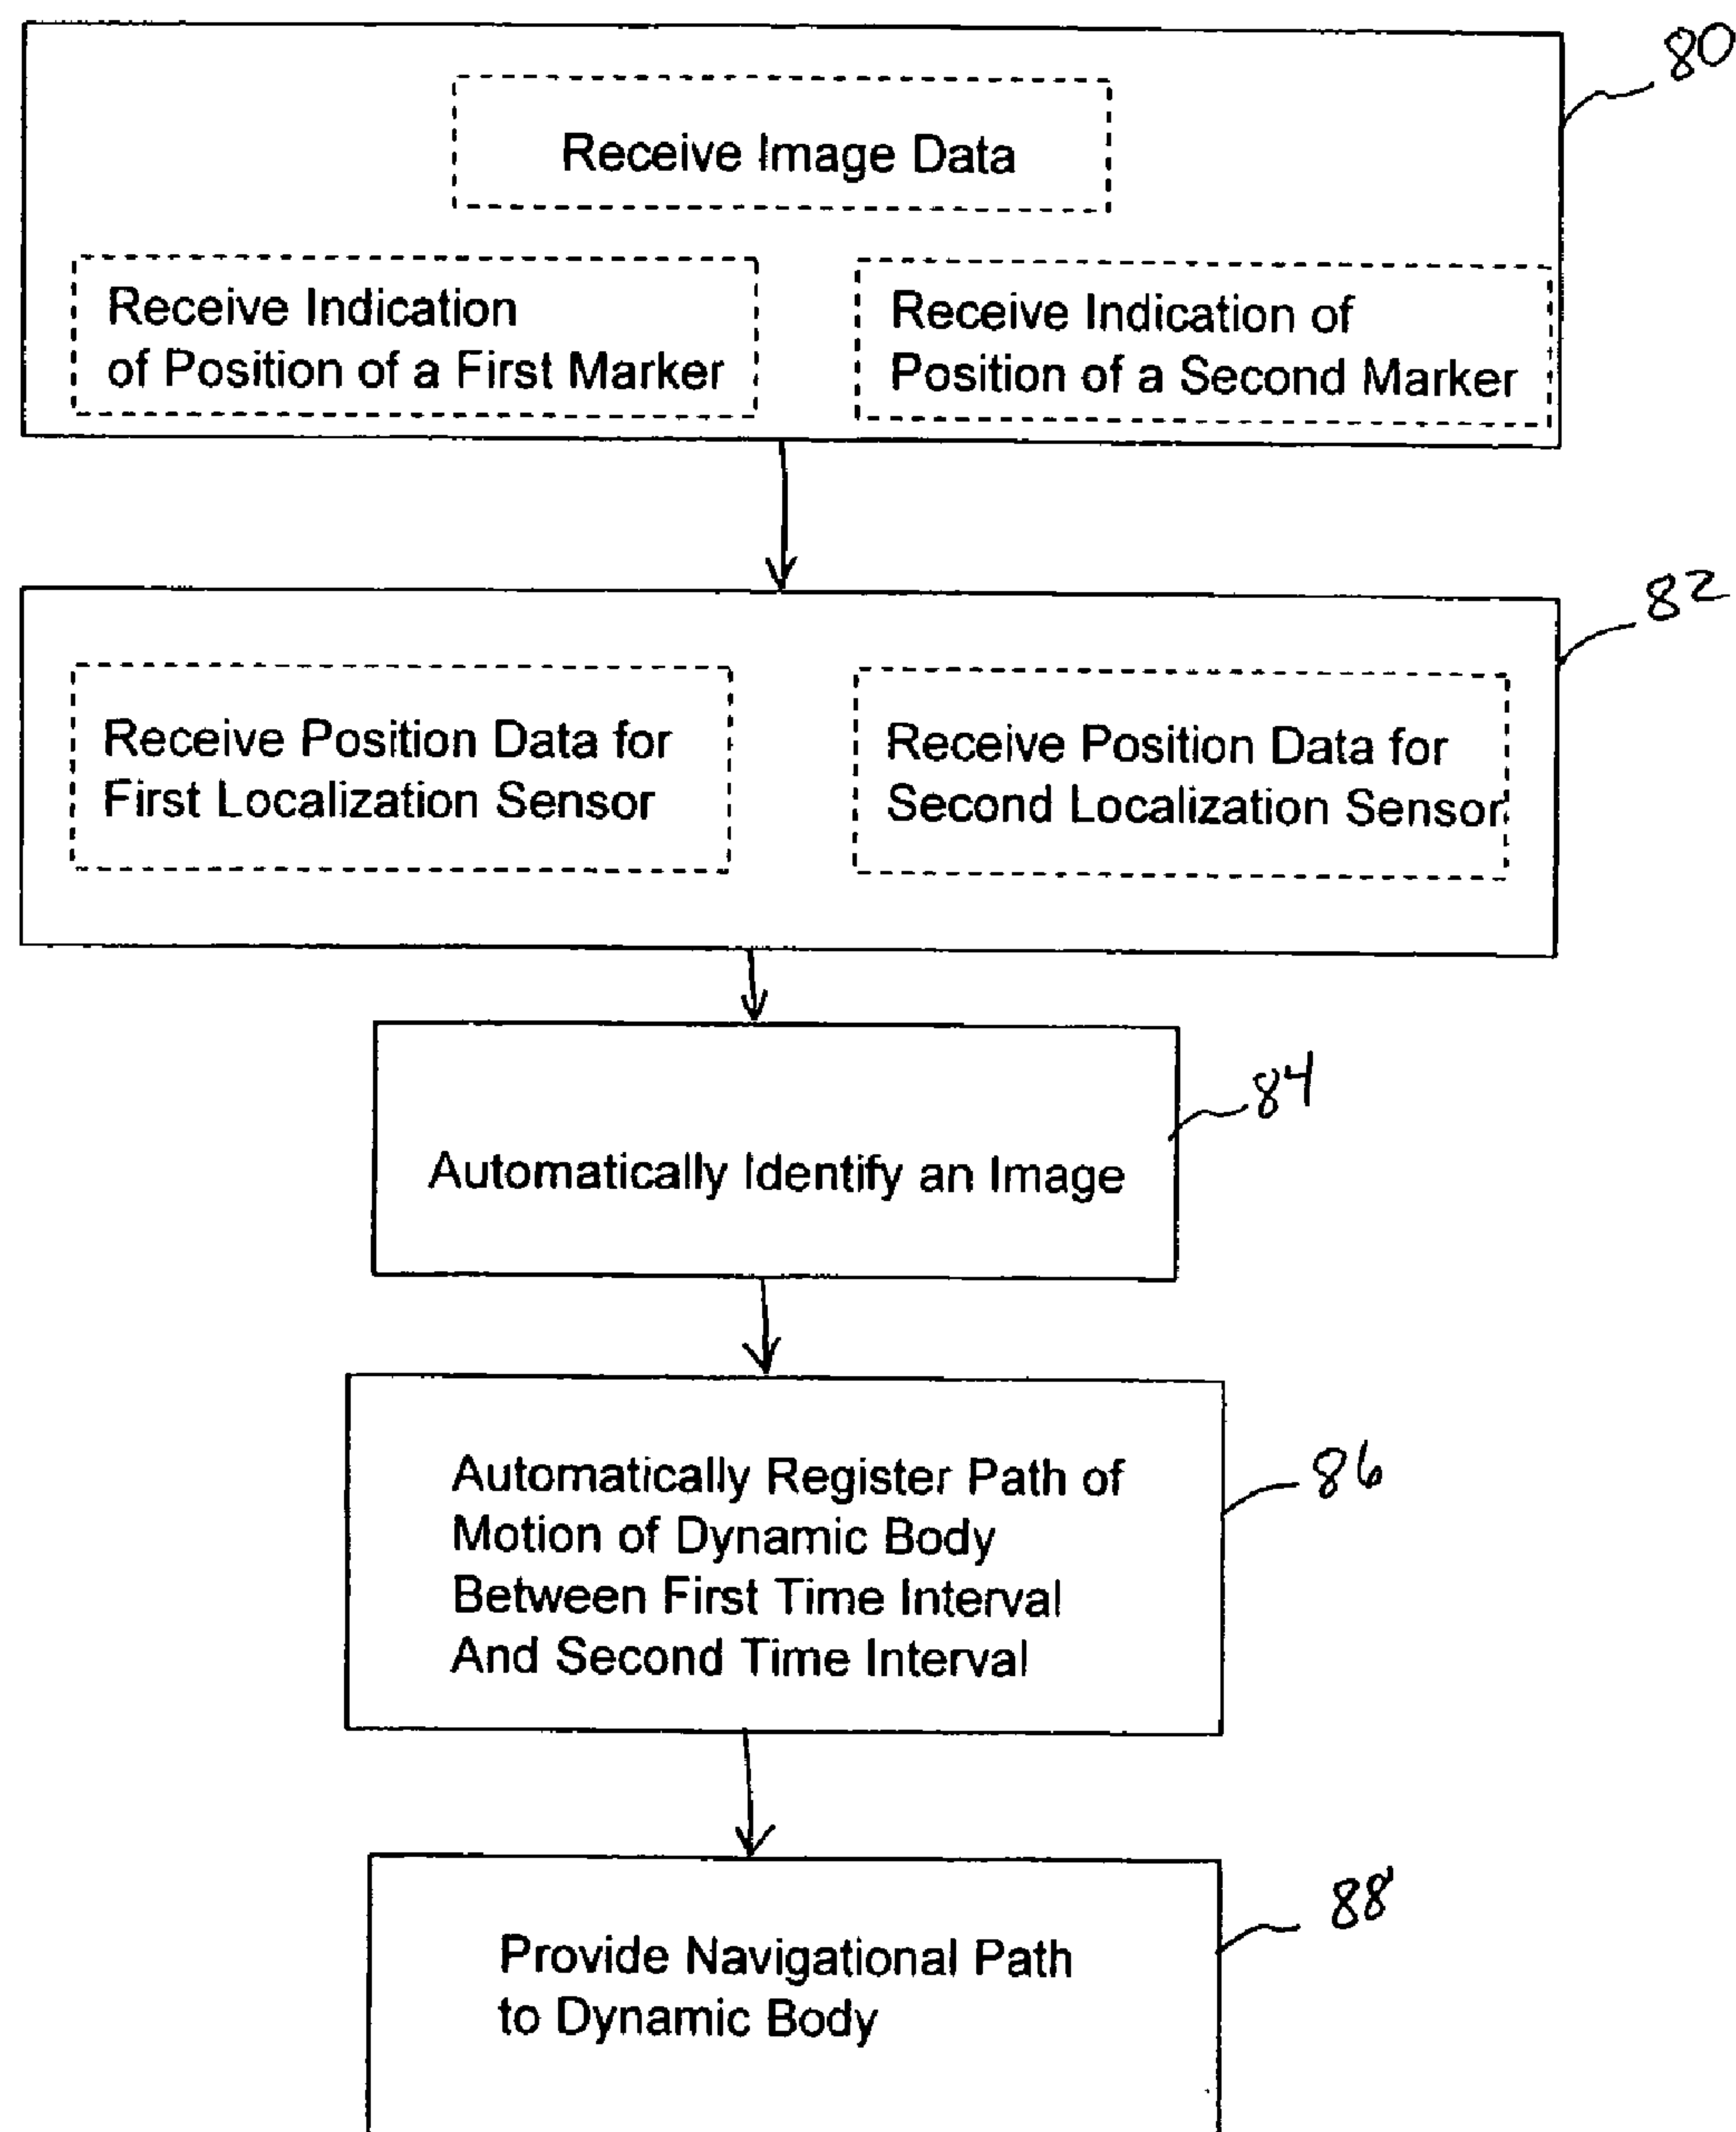 80
Receive Image Data
Receive Indication
of Position of a First Marker
Receive Indication of
Position of a Second Marker
82
Receive Position Data for
First Localization Sensor
Receive Position Data for
Second Localization Sensor
84
Automatically Identify an Image
86
Automatically Register Path of
Motion of Dynamic Body
Between First Time Interval
And Second Time Interval
88
Provide Navigational Path
to Dynamic Body